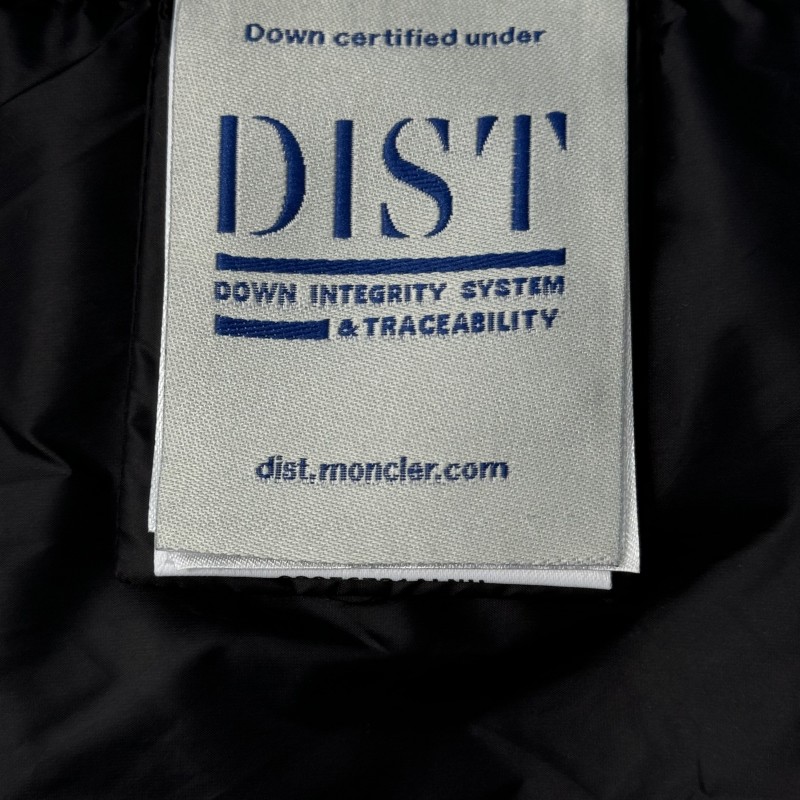 Down certified under
DIST
DOWN INTEGRITY SYSTEM
& TRACEABILITY
dist.moncler.com